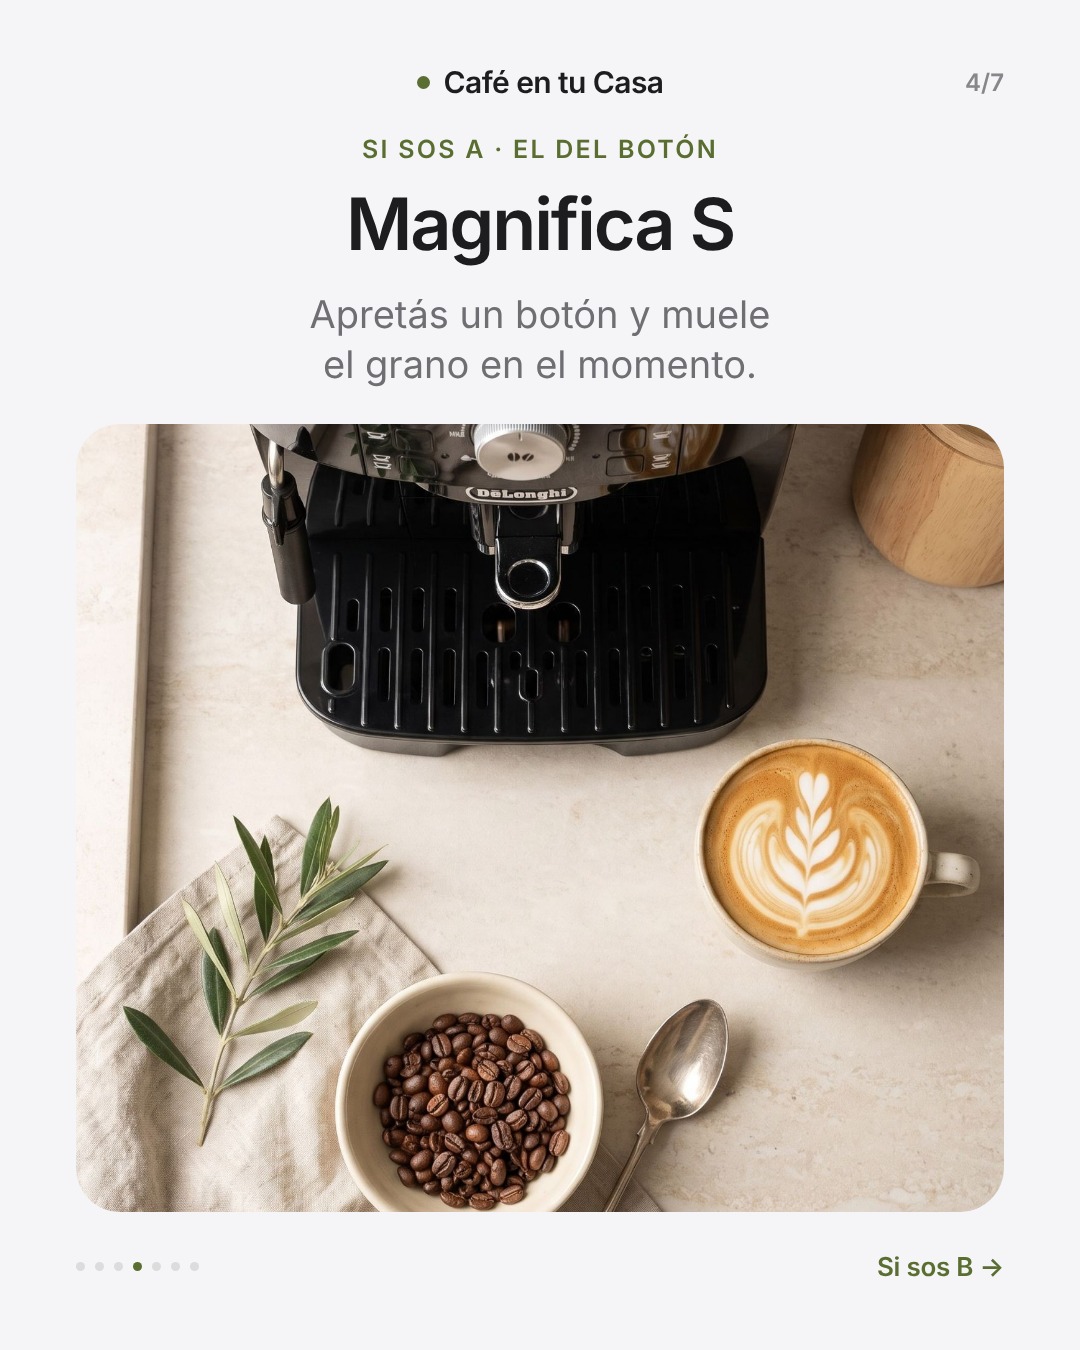 Café en tu Casa
4/7
SI SOS A · EL DEL BOTÓN
Magnifica S
Apretás un botón y muele
el grano en el momento.
DeLonghi
Si sos B →